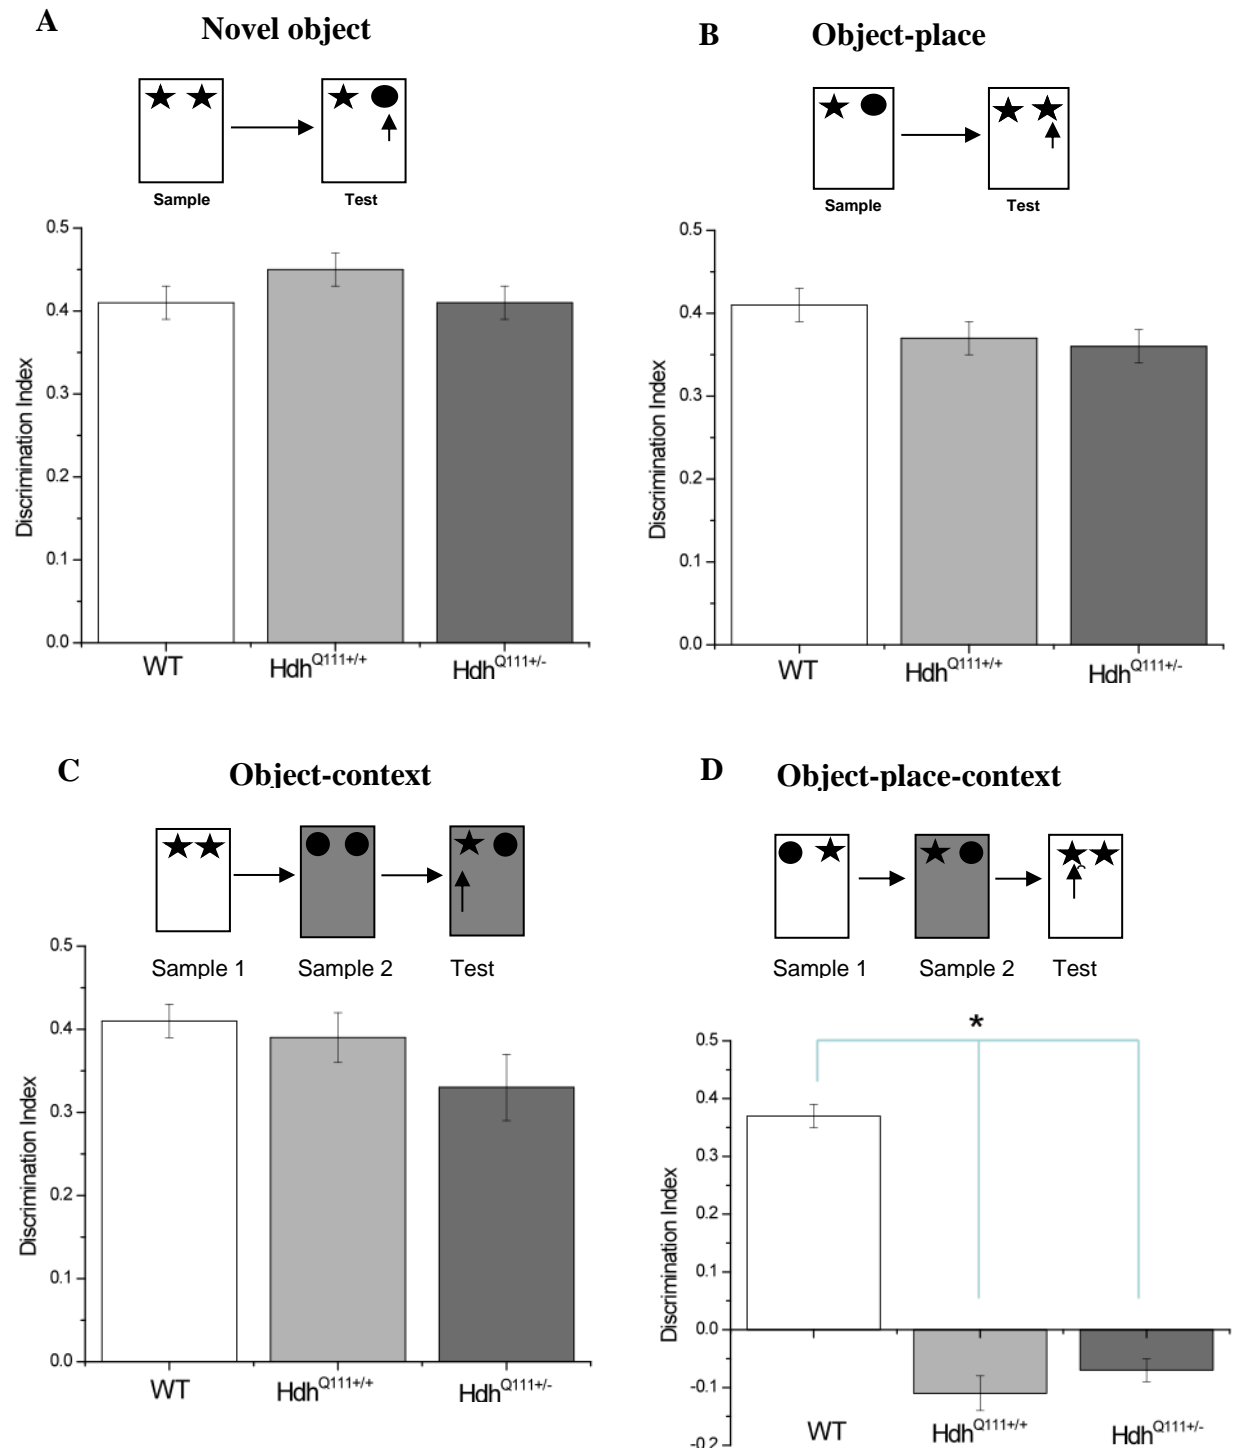 A
Novel object
Sample
Test
0.5
0.4
0.3
0.2
0.1
0.0
Discrimination Index
WT
HdhQ111+/+
HdhQ111+/-
B
Object-place
Sample
Test
0.5
0.4
0.3
0.2
0.1
0.0
Discrimination Index
WT
HdhQ111+/+
HdhQ111+/-
C
Object-context
Sample 1
Sample 2
Test
0.5
0.4
0.3
0.2
0.1
0.0
Discrimination Index
WT
HdhQ111+/+
HdhQ111+/-
D
Object-place-context
Sample 1
Sample 2
Test
*
0.5
0.4
0.3
0.2
0.1
0.0
-0.1
-0.2
Discrimination Index
WT
HdhQ111+/+
HdhQ111+/-